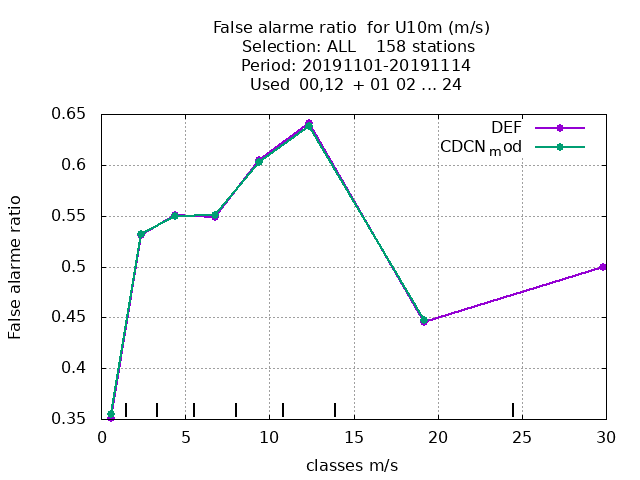 False alarme ratio  for U10m (m/s)
Selection: ALL    158 stations
Period: 20191101-20191114
Used  00,12  + 01 02 ... 24
DEF
CDCNmod
False alarme ratio
0.65
0.6
0.55
0.5
0.45
0.4
0.35
0 5 10 15 20 25 30
classes m/s